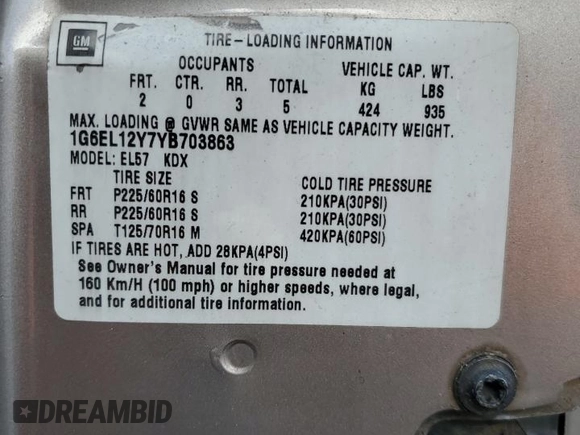 GM
TIRE-LOADING INFORMATION
OCCUPANTS VEHICLE CAP. WT.
FRT. CTR. RR. TOTAL KG LBS
2 0 3 5 424 935
MAX. LOADING @ GVWR SAME AS VEHICLE CAPACITY WEIGHT.
1G6EL12Y7YB703863
MODEL: EL57 KDX
TIRE SIZE COLD TIRE PRESSURE
FRT P225/60R16 S 210KPA(30PSI)
RR P225/60R16 S 210KPA(30PSI)
SPA T125/70R16 M 420KPA(60PSI)
IF TIRES ARE HOT, ADD 28KPA(4PSI)
See Owner's Manual for tire pressure needed at
160 Km/H (100 mph) or higher speeds, where legal,
and for additional tire information.
DREAMBID